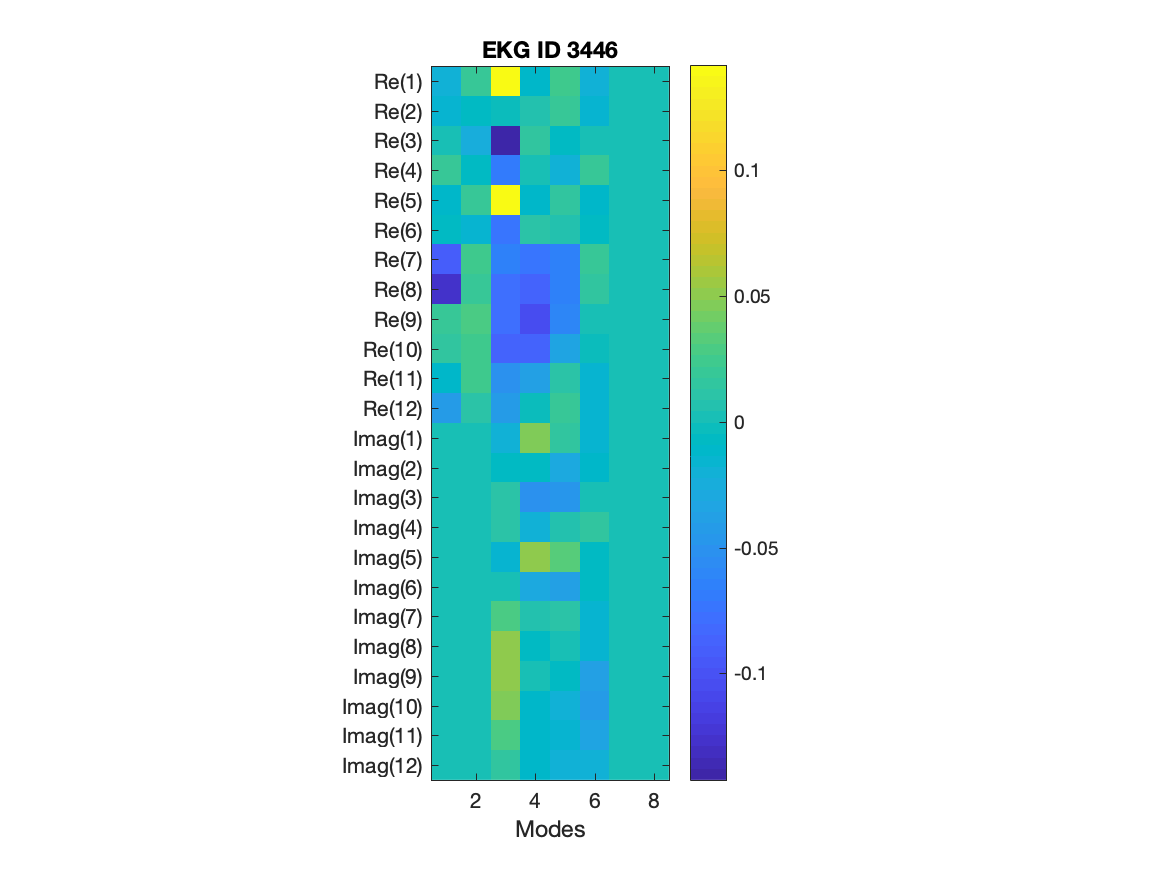 EKG ID 3446
Re(1)
Re(2)
Re(3)
Re(4)
Re(5)
Re(6)
Re(7)
Re(8)
Re(9)
Re(10)
Re(11)
Re(12)
Imag(1)
Imag(2)
Imag(3)
Imag(4)
Imag(5)
Imag(6)
Imag(7)
Imag(8)
Imag(9)
Imag(10)
Imag(11)
Imag(12)
2 4 6 8
Modes
0.1
0.05
0
-0.05
-0.1